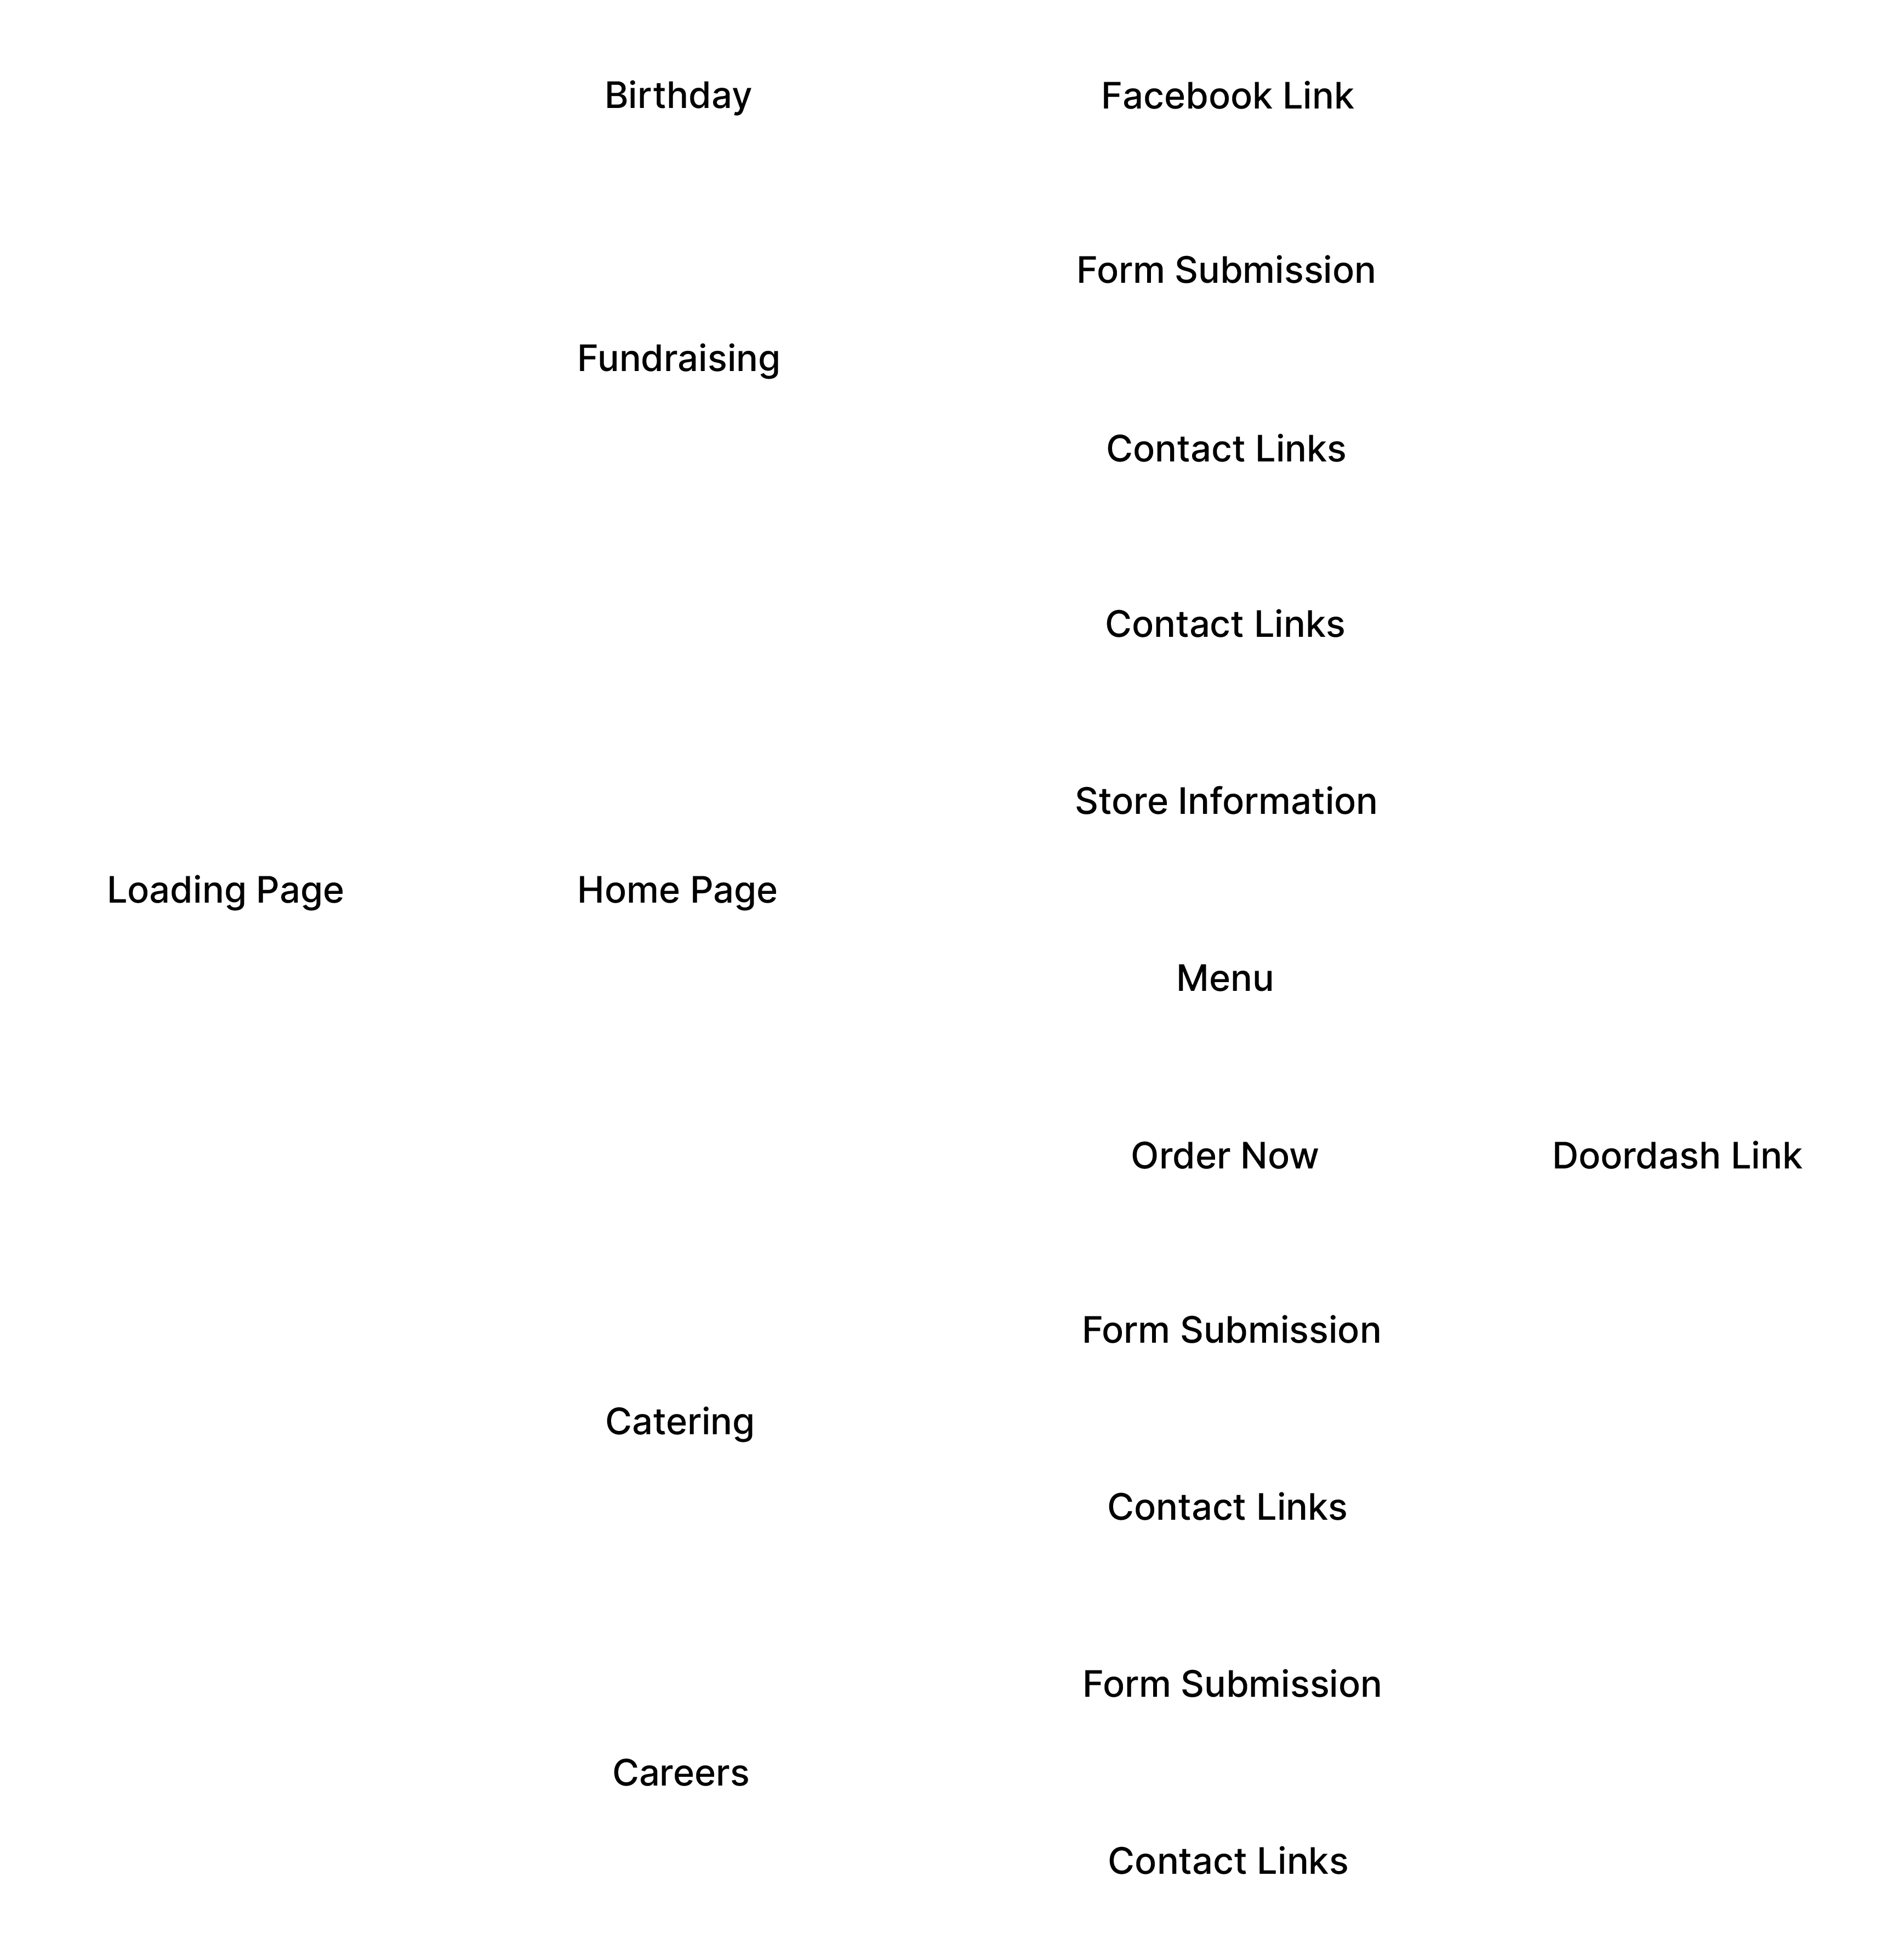 Birthday
Facebook Link
Form Submission
Fundraising
Contact Links
Contact Links
Store Information
Loading Page
Home Page
Menu
Order Now
Doordash Link
Form Submission
Catering
Contact Links
Form Submission
Careers
Contact Links